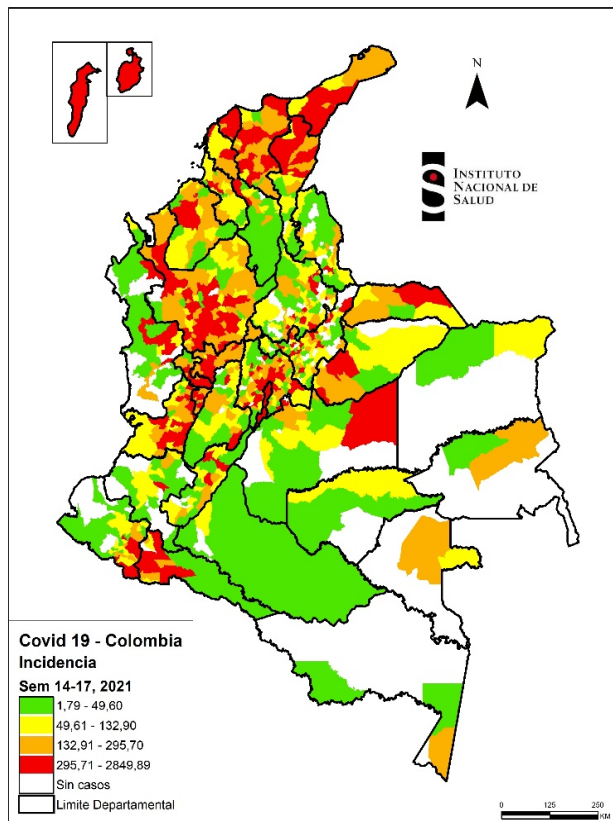 N
INSTITUTO
NACIONAL DE
SALUD
Covid 19 - Colombia
Incidencia
Sem 14-17, 2021
1,79 - 49,60
49,61 - 132,90
132,91 - 295,70
295,71 - 2849,89
Sin casos
Limite Departamental
0 125 250
KM